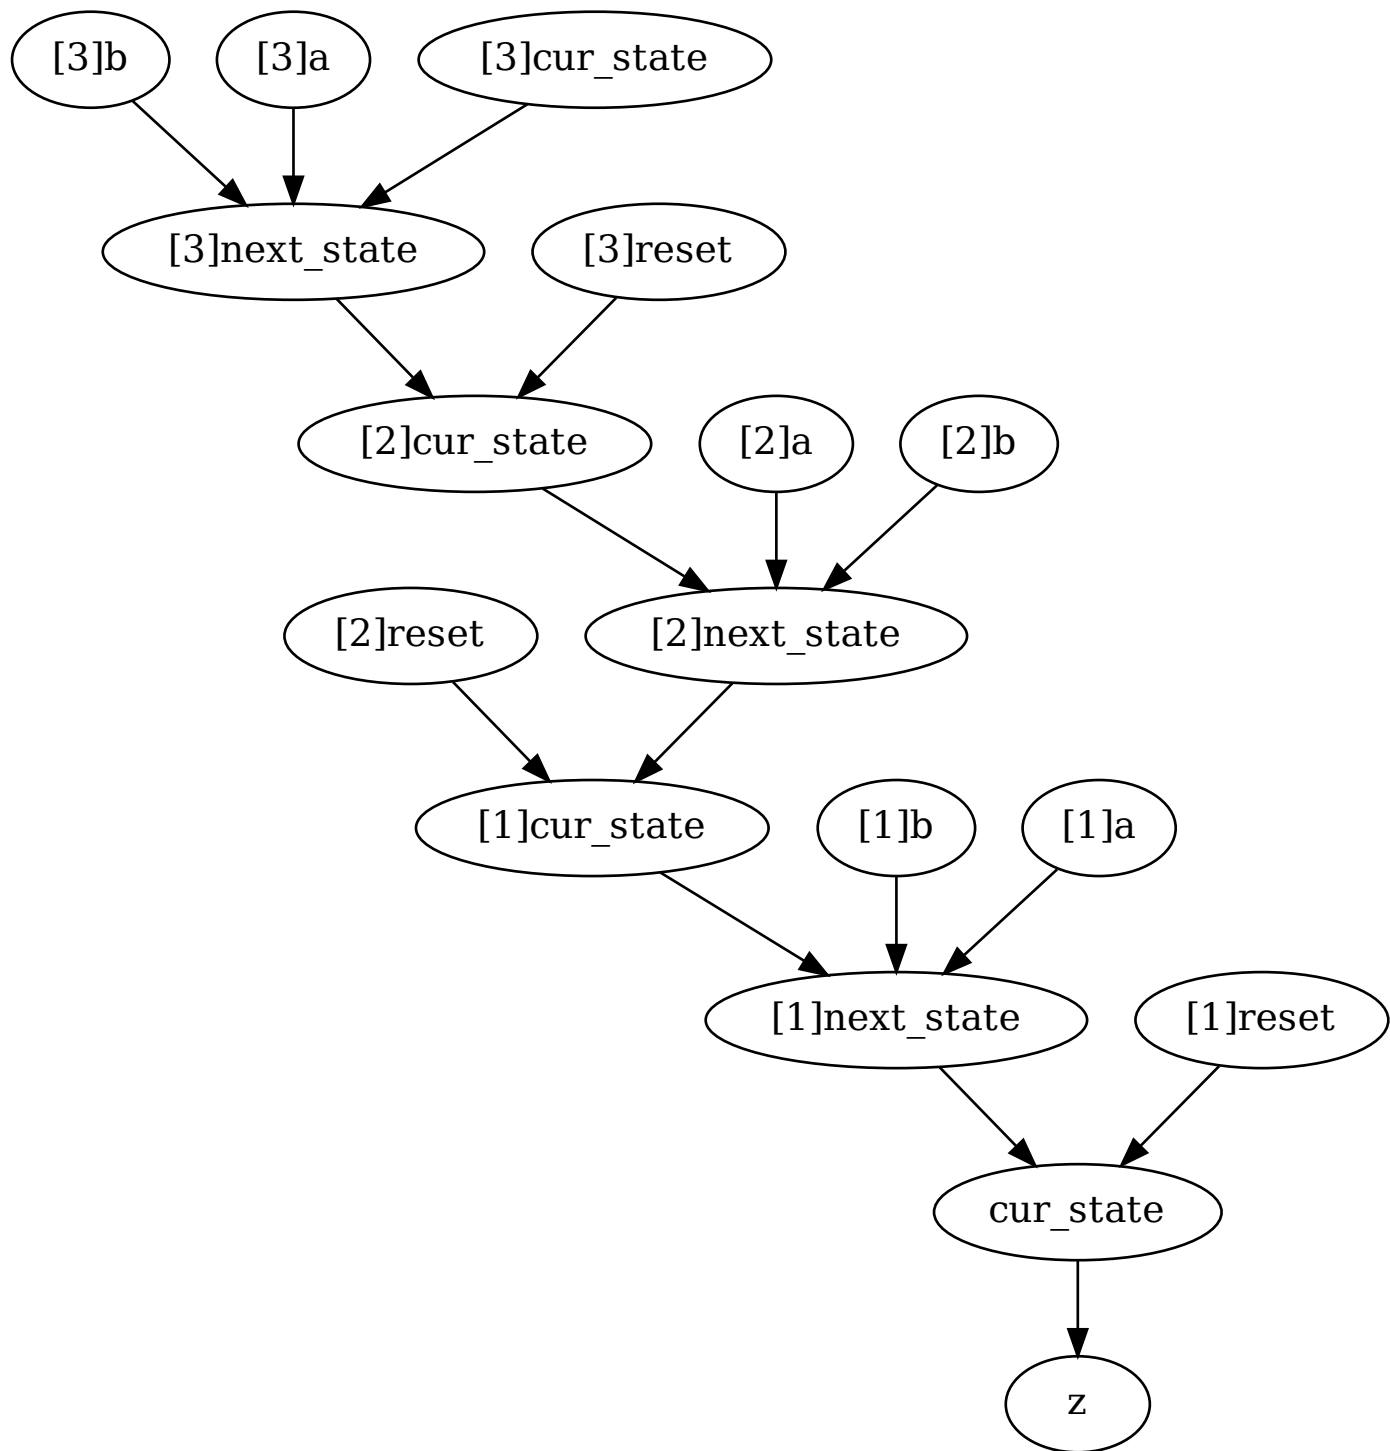 [3]b
[3]a
[3]cur_state
[3]next_state
[3]reset
[2]cur_state
[2]a
[2]b
[2]reset
[2]next_state
[1]cur_state
[1]b
[1]a
[1]next_state
[1]reset
cur_state
z